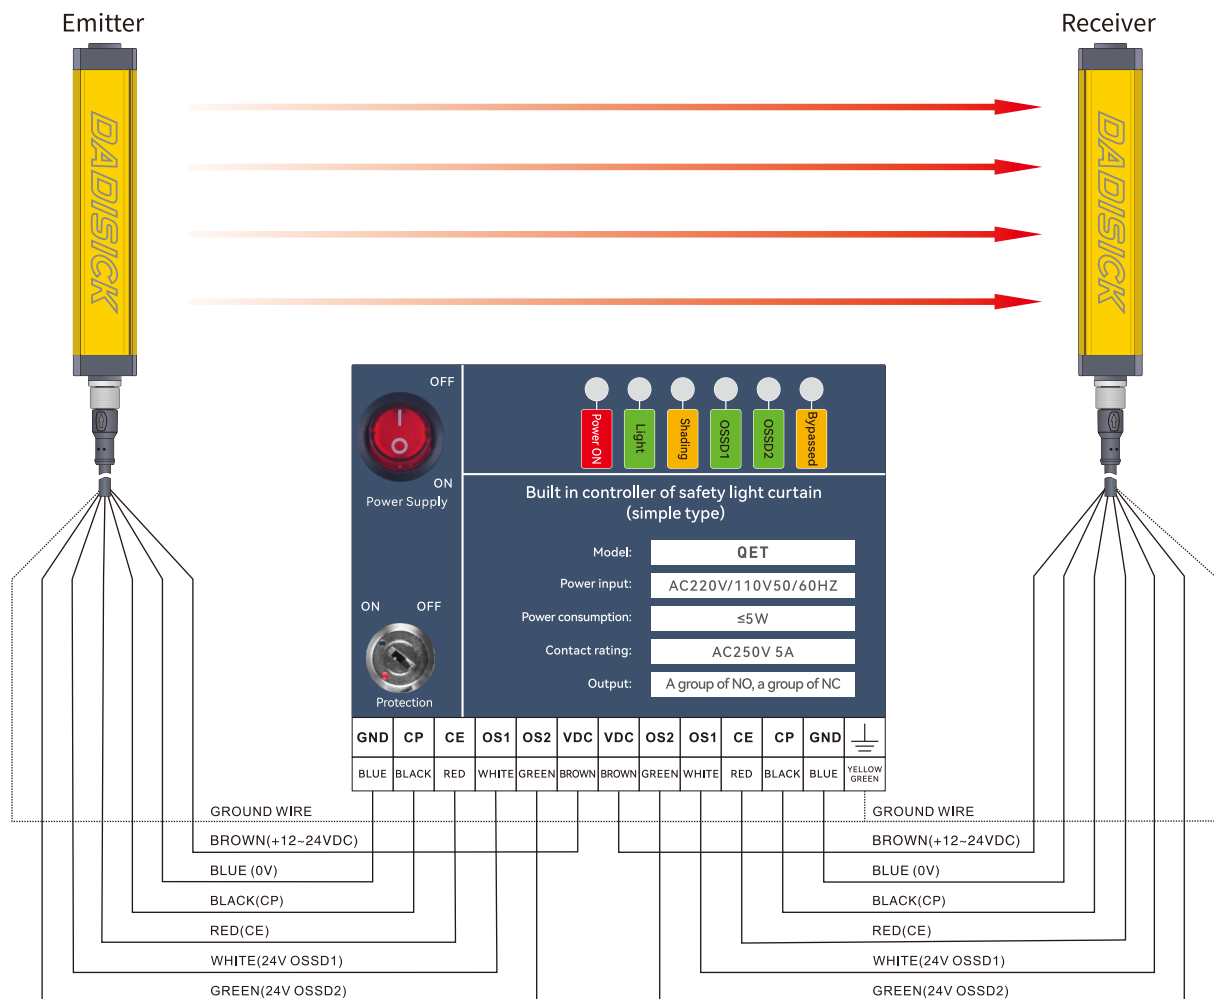 Emitter
Receiver
DADISICK
DADISICK
OFF
ON
Power Supply
Power ON
Light
Shading
OSSD1
OSSD2
Bypassed
Built in controller of safety light curtain
(simple type)
Model: QET
Power input: AC220V/110V50/60HZ
Power consumption: ≤5W
Contact rating: AC250V 5A
Output: A group of NO, a group of NC
ON OFF
Protection
GND CP CE OS1 OS2 VDC VDC OS2 OS1 CE CP GND
BLUE BLACK RED WHITE GREEN BROWN BROWN GREEN WHITE RED BLACK BLUE YELLOW GREEN
GROUND WIRE
BROWN(+12~24VDC)
BLUE (0V)
BLACK(CP)
RED(CE)
WHITE(24V OSSD1)
GREEN(24V OSSD2)
GROUND WIRE
BROWN(+12~24VDC)
BLUE (0V)
BLACK(CP)
RED(CE)
WHITE(24V OSSD1)
GREEN(24V OSSD2)